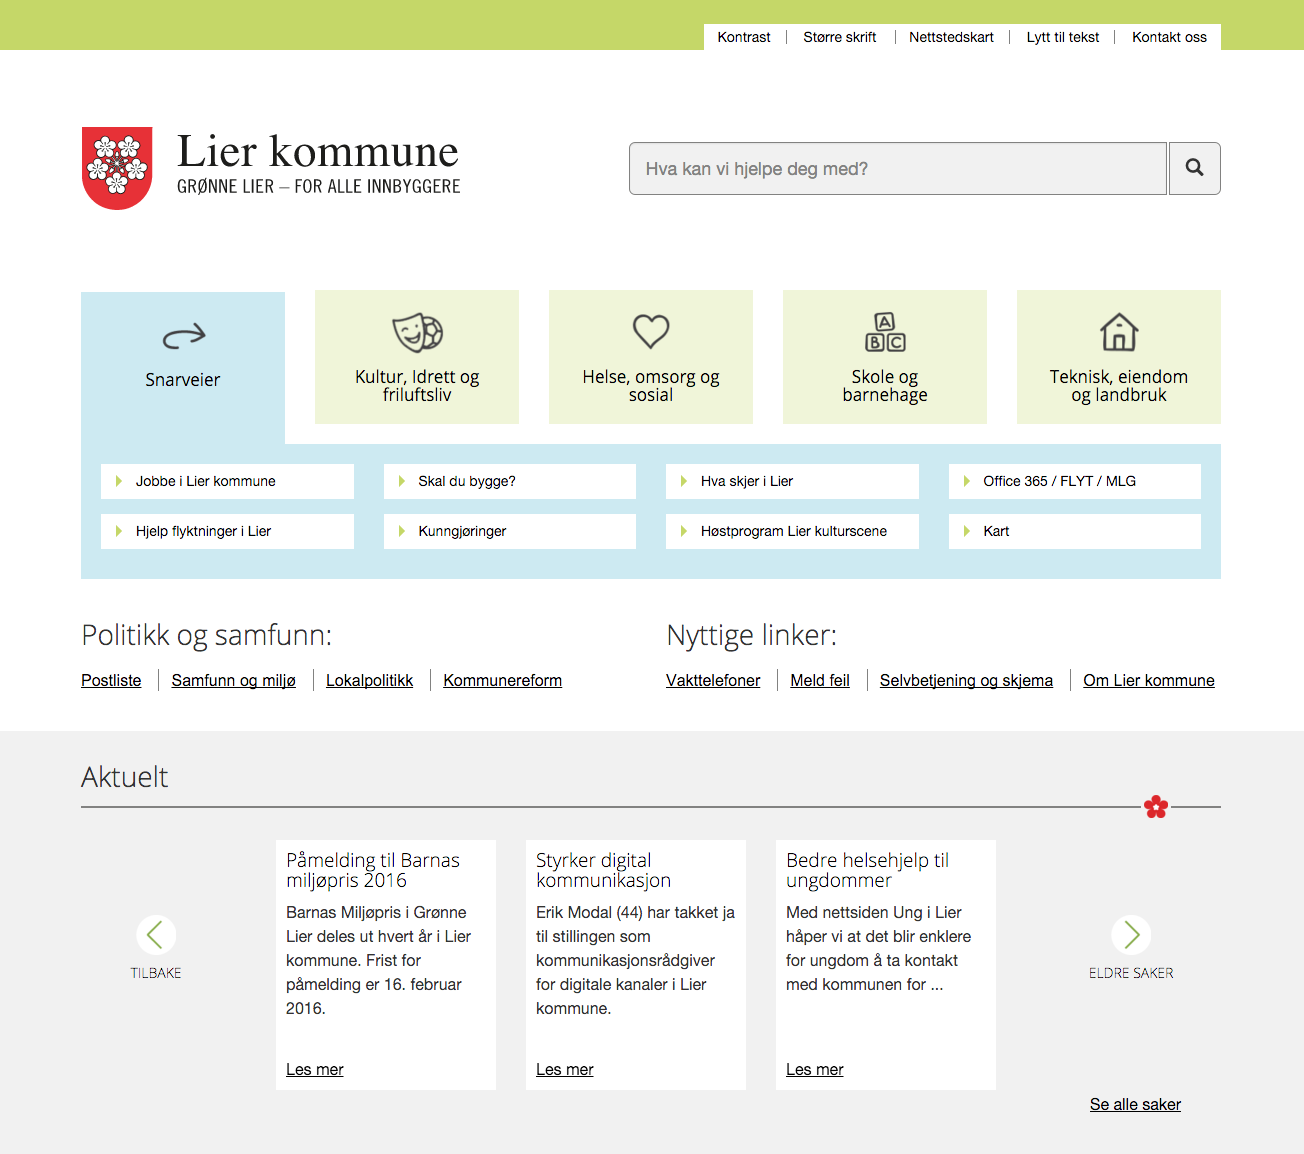 Kontrast Større skrift Nettstedskart Lytt til tekst Kontakt oss
Lier kommune
GRØNNE LIER – FOR ALLE INNBYGGERE
Hva kan vi hjelpe deg med?
Snarveier
Kultur, Idrett og
friluftsliv
Helse, omsorg og
sosial
A
B C
Skole og
barnehage
Teknisk, eiendom
og landbruk
Jobbe i Lier kommune
Skal du bygge?
Hva skjer i Lier
Office 365 / FLYT / MLG
Hjelp flyktninger i Lier
Kunngjøringer
Høstprogram Lier kulturscene
Kart
Politikk og samfunn:
Postliste Samfunn og miljø Lokalpolitikk Kommunereform
Nyttige linker:
Vakttelefoner Meld feil Selvbetjening og skjema Om Lier kommune
Aktuelt
TILBAKE
Påmelding til Barnas
miljøpris 2016
Barnas Miljøpris i Grønne
Lier deles ut hvert år i Lier
kommune. Frist for
påmelding er 16. februar
2016.
Les mer
Styrker digital
kommunikasjon
Erik Modal (44) har takket ja
til stillingen som
kommunikasjonsrådgiver
for digitale kanaler i Lier
kommune.
Les mer
Bedre helsehjelp til
ungdommer
Med nettsiden Ung i Lier
håper vi at det blir enklere
for ungdom å ta kontakt
med kommunen for ...
Les mer
ELDRE SAKER
Se alle saker